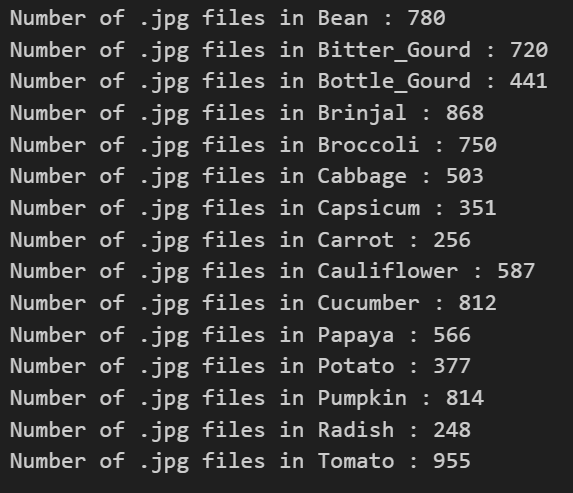 Number of .jpg files in Bean : 780
Number of .jpg files in Bitter_Gourd : 720
Number of .jpg files in Bottle_Gourd : 441
Number of .jpg files in Brinjal : 868
Number of .jpg files in Broccoli : 750
Number of .jpg files in Cabbage : 503
Number of .jpg files in Capsicum : 351
Number of .jpg files in Carrot : 256
Number of .jpg files in Cauliflower : 587
Number of .jpg files in Cucumber : 812
Number of .jpg files in Papaya : 566
Number of .jpg files in Potato : 377
Number of .jpg files in Pumpkin : 814
Number of .jpg files in Radish : 248
Number of .jpg files in Tomato : 955